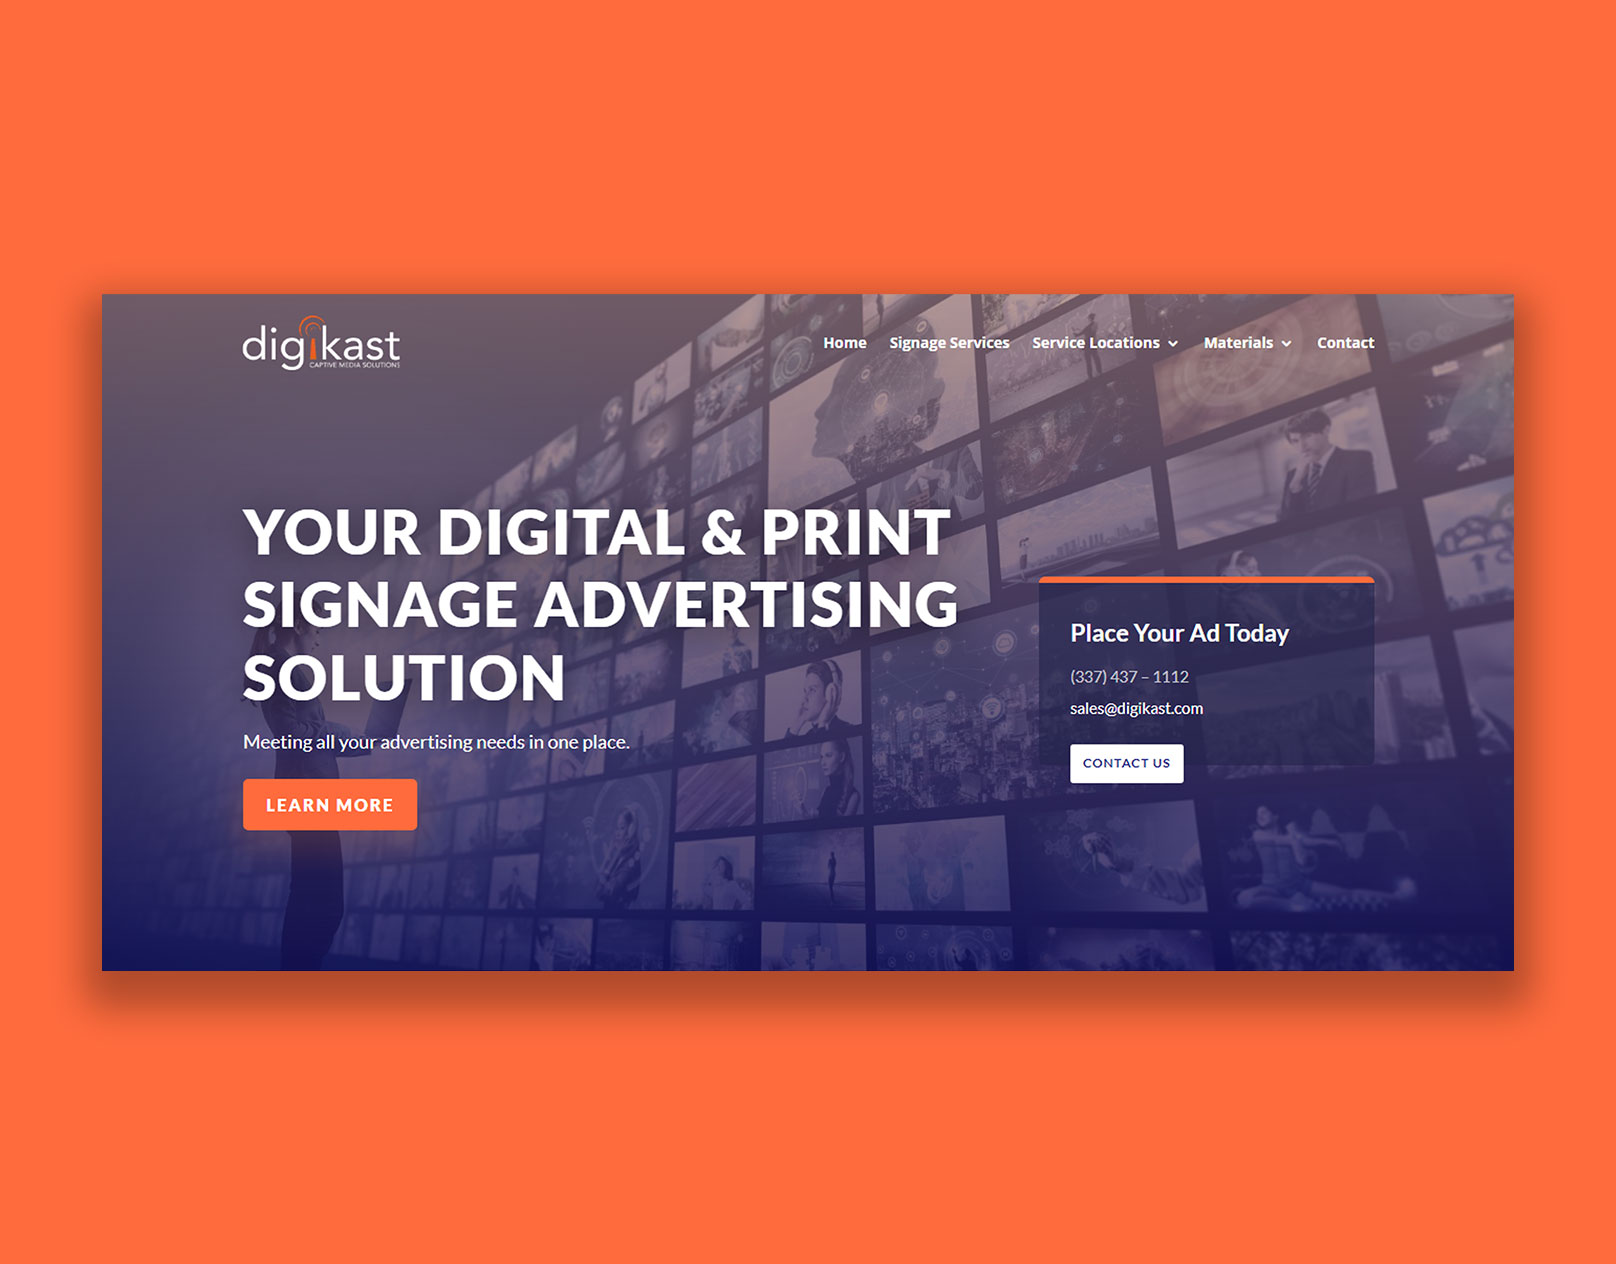 digikast
CAPTIVE MEDIA SOLUTIONS
Home Signage Services Service Locations Materials Contact
YOUR DIGITAL & PRINT
SIGNAGE ADVERTISING
SOLUTION
Meeting all your advertising needs in one place.
LEARN MORE
Place Your Ad Today
(337) 437 – 1112
sales@digikast.com
CONTACT US